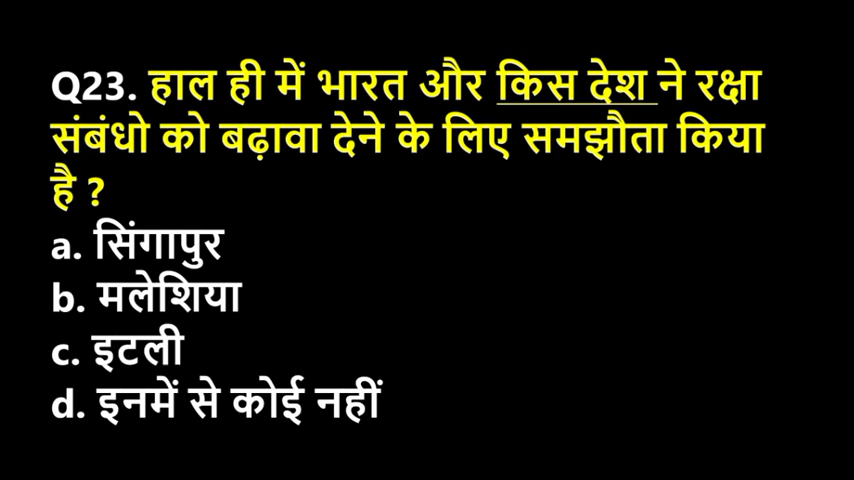 Q23. हाल ही में भारत और किस देश ने रक्षा
संबंधो को बढ़ावा देने के लिए समझौता किया
है ?
a. सिंगापुर
b. मलेशिया
c. इटली
d. इनमें से कोई नहीं